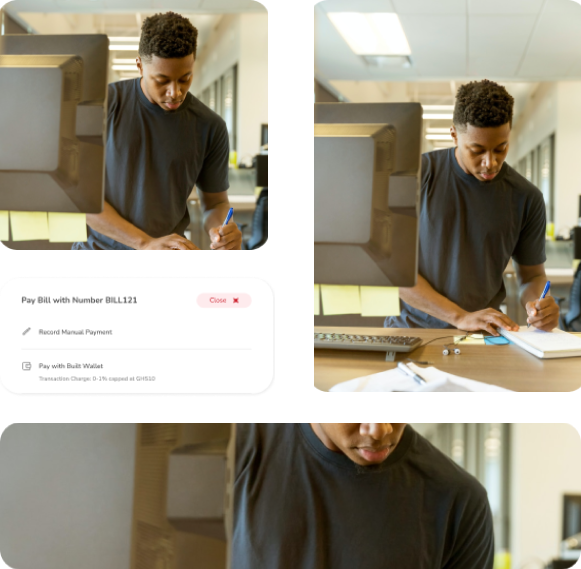 Pay Bill with Number BILL121
Close ✖
Record Manual Payment
Pay with Built Wallet
Transaction Charge: 0-1% capped at GHS10